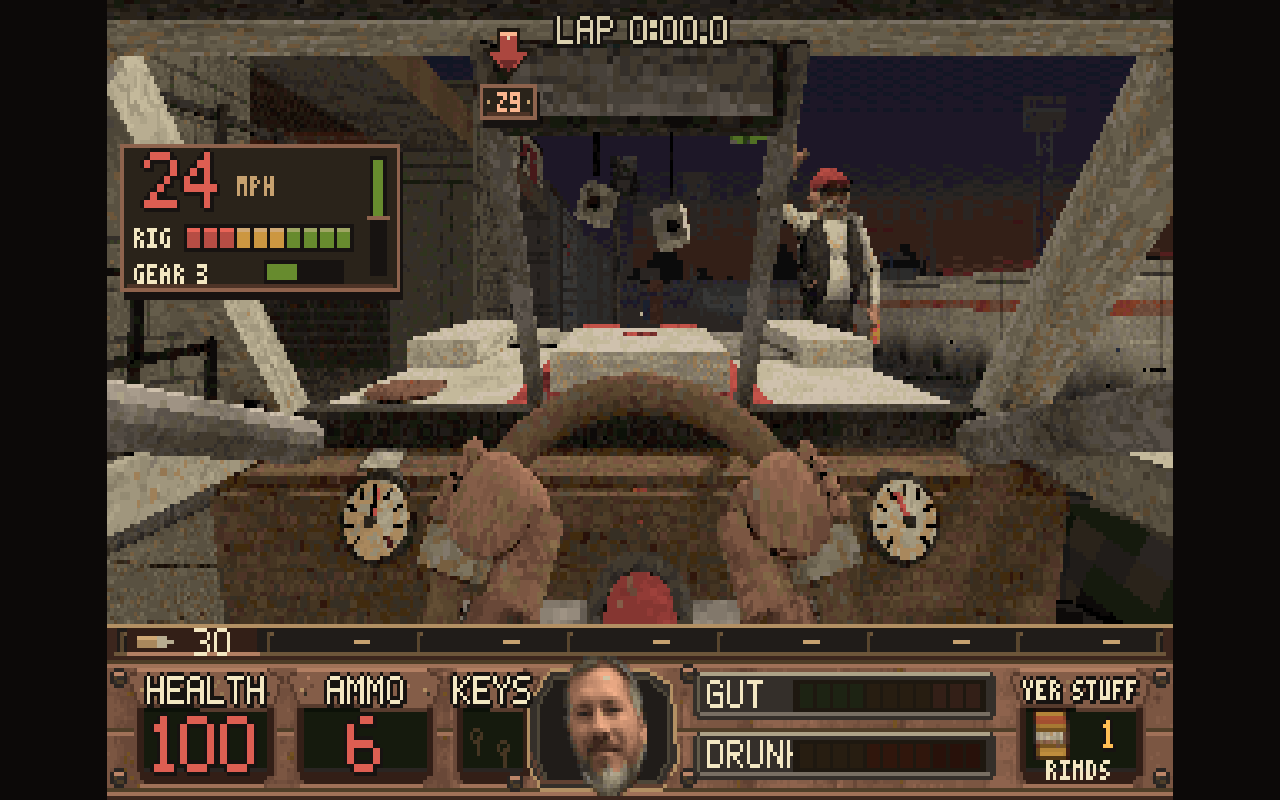 LAP 0:00.0
29
24 MPH
RIG
GEAR 3
30
HEALTH AMMO KEYS GUT YER STUFF
100 6 1
DRUNK
RINDS